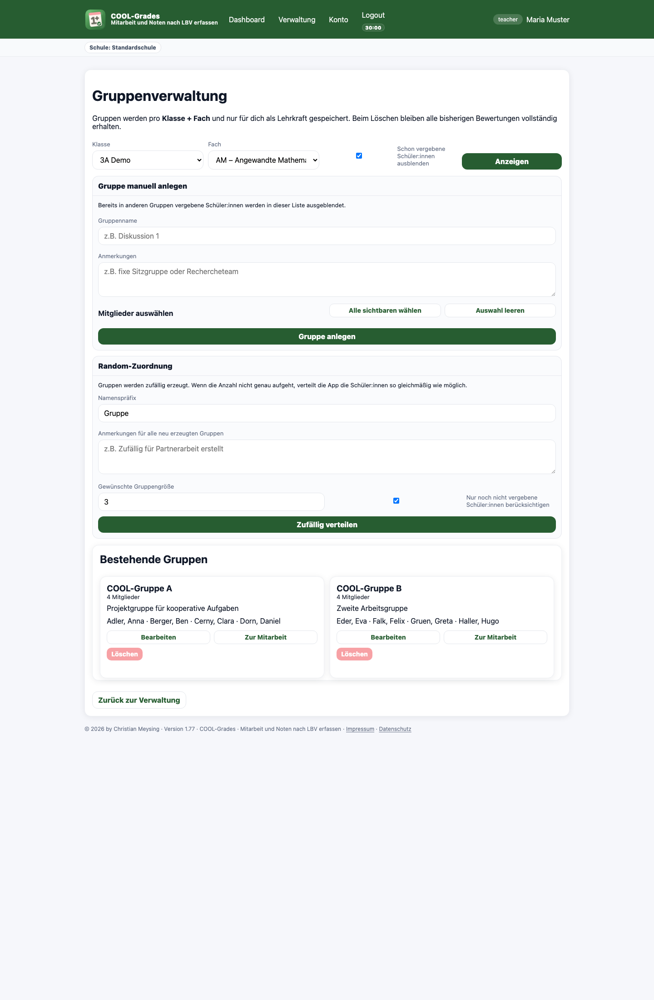 COOL-Grades
Mitarbeit und Noten nach LBV erfassen
Dashboard
Verwaltung
Konto
Logout
30:00
teacher
Maria Muster
Schule: Standardschule
Gruppenverwaltung
Gruppen werden pro Klasse + Fach und nur für dich als Lehrkraft gespeichert. Beim Löschen bleiben alle bisherigen Bewertungen vollständig
erhalten.
Klasse
3A Demo
Fach
AM – Angewandte Mathema
Schon vergebene
Schüler:innen
ausblenden
Anzeigen
Gruppe manuell anlegen
Bereits in anderen Gruppen vergebene Schüler:innen werden in dieser Liste ausgeblendet.
Gruppenname
z.B. Diskussion 1
Anmerkungen
z.B. fixe Sitzgruppe oder Rechercheteam
Mitglieder auswählen
Alle sichtbaren wählen
Auswahl leeren
Gruppe anlegen
Random-Zuordnung
Gruppen werden zufällig erzeugt. Wenn die Anzahl nicht genau aufgeht, verteilt die App die Schüler:innen so gleichmäßig wie möglich.
Namenspräfix
Gruppe
Anmerkungen für alle neu erzeugten Gruppen
z.B. Zufällig für Partnerarbeit erstellt
Gewünschte Gruppengröße
3
Nur noch nicht vergebene
Schüler:innen berücksichtigen
Zufällig verteilen
Bestehende Gruppen
COOL-Gruppe A
4 Mitglieder
Projektgruppe für kooperative Aufgaben
Adler, Anna · Berger, Ben · Cerny, Clara · Dorn, Daniel
Bearbeiten
Zur Mitarbeit
Löschen
COOL-Gruppe B
4 Mitglieder
Zweite Arbeitsgruppe
Eder, Eva · Falk, Felix · Gruen, Greta · Haller, Hugo
Bearbeiten
Zur Mitarbeit
Löschen
Zurück zur Verwaltung
© 2026 by Christian Meysing · Version 1.77 · COOL-Grades · Mitarbeit und Noten nach LBV erfassen · Impressum · Datenschutz